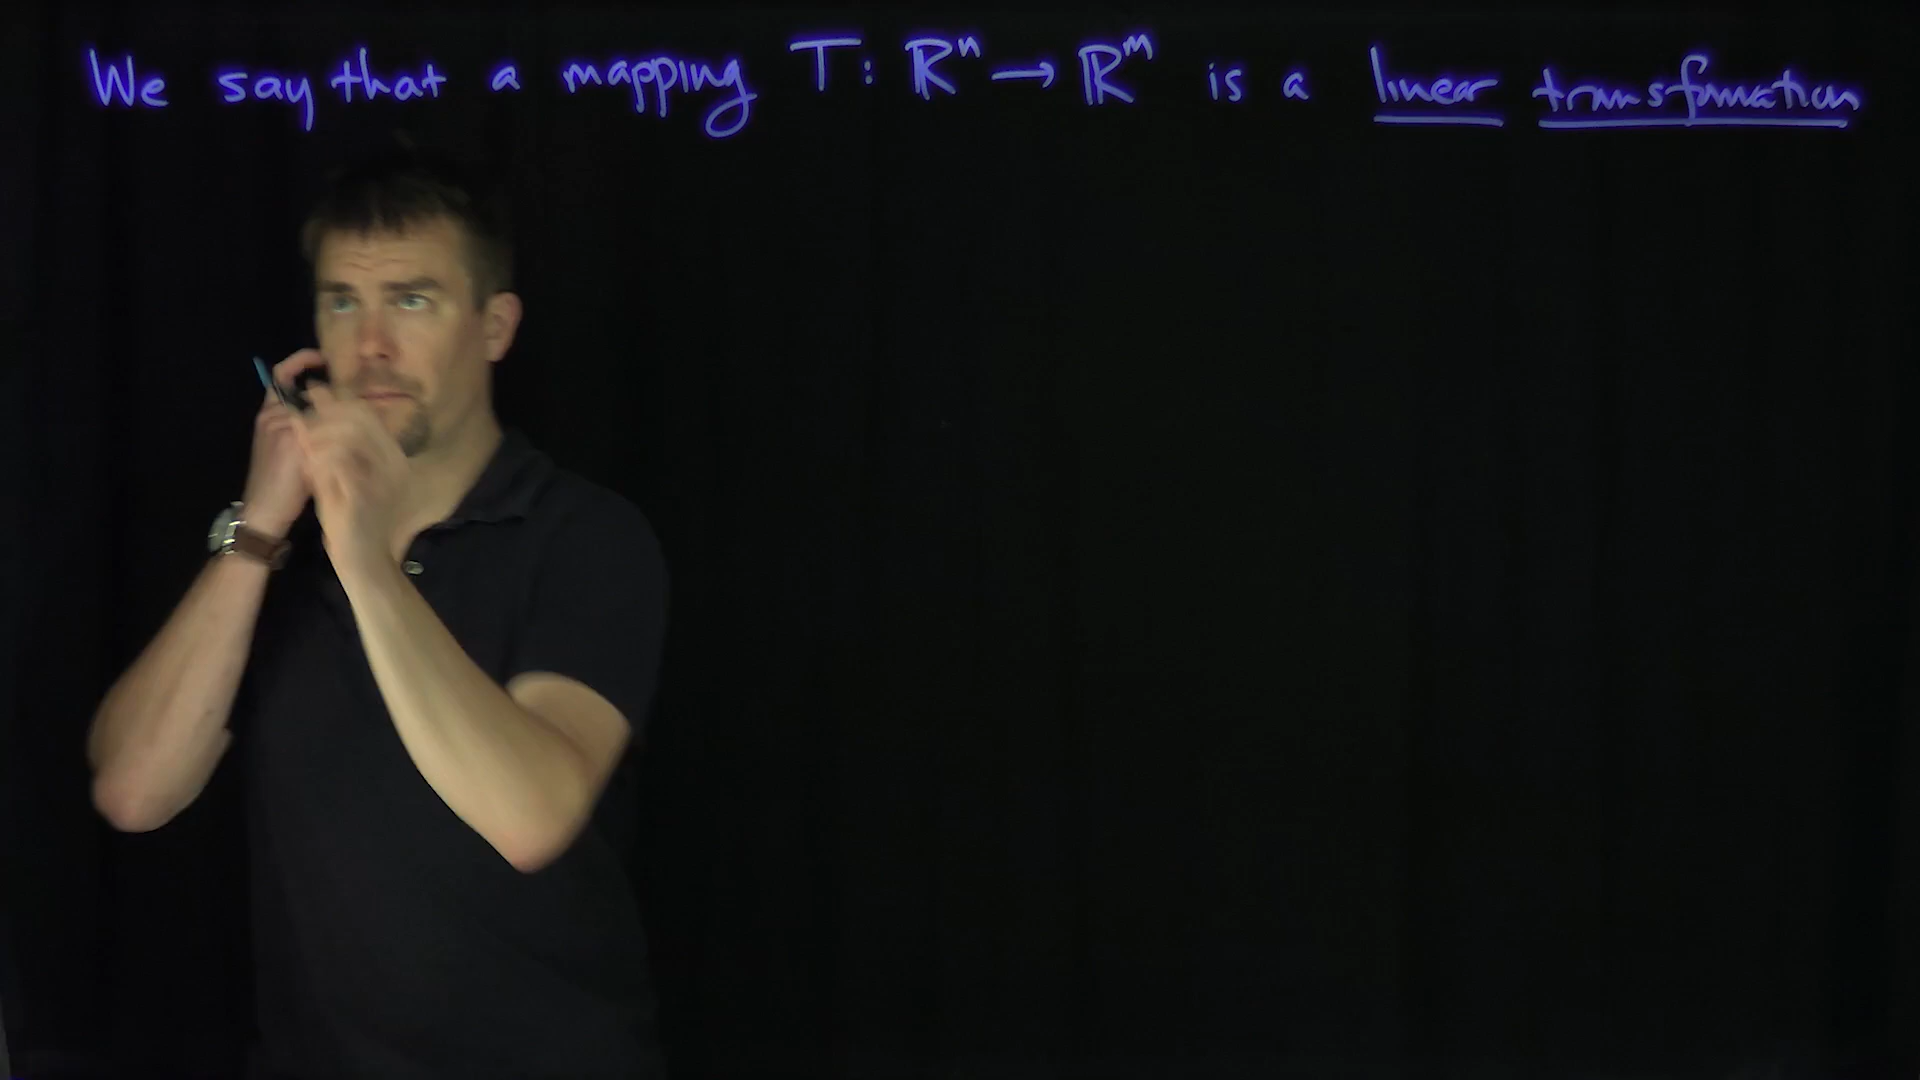 We say that a mapping T: ℝⁿ → ℝᵐ is a linear transformation